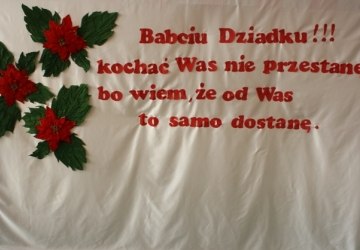 Babciu Dziadku!!!
kochać Was nie przestanę
bo wiem, że od Was
to samo dostanę.